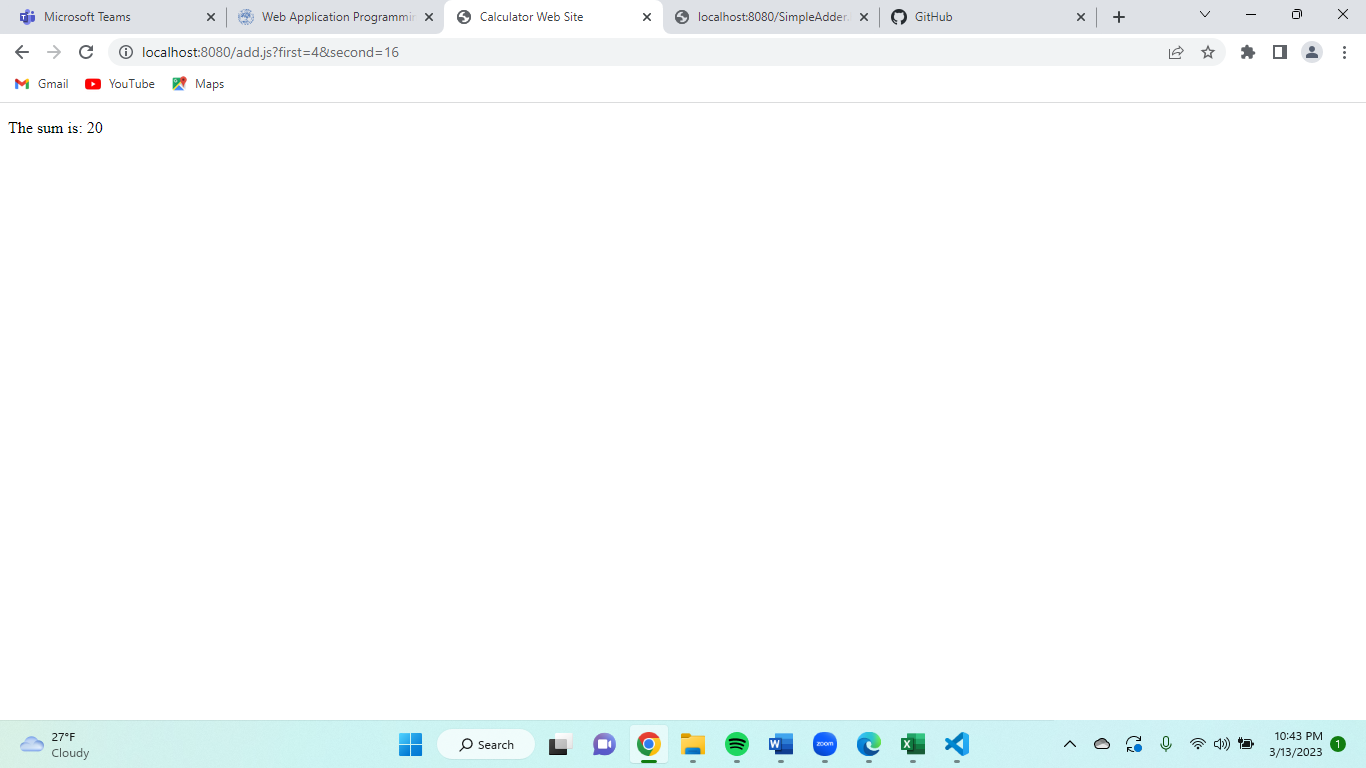 Microsoft Teams
Web Application Programmin
Calculator Web Site
localhost:8080/SimpleAdder.
GitHub
localhost:8080/add.js?first=4&second=16
Gmail
YouTube
Maps
The sum is: 20
27°F
Cloudy
Search
zoom
10:43 PM
3/13/2023
1